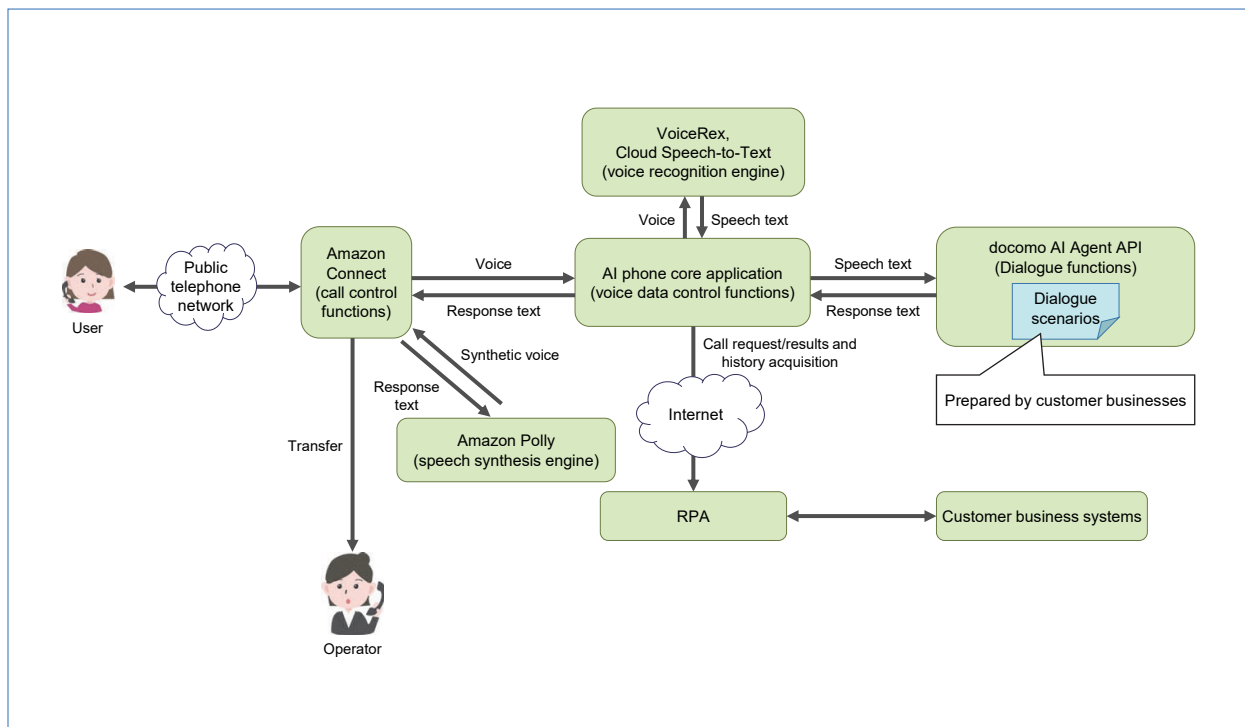 VoiceRex,
Cloud Speech-to-Text
(voice recognition engine)
Voice
Speech text
User
Public
telephone
network
Amazon
Connect
(call control
functions)
Voice
Response text
AI phone core application
(voice data control functions)
Speech text
Response text
docomo AI Agent API
(Dialogue functions)
Dialogue
scenarios
Prepared by customer businesses
Synthetic voice
Response
text
Amazon Polly
(speech synthesis engine)
Call request/results and
history acquisition
Internet
Transfer
RPA
Customer business systems
Operator